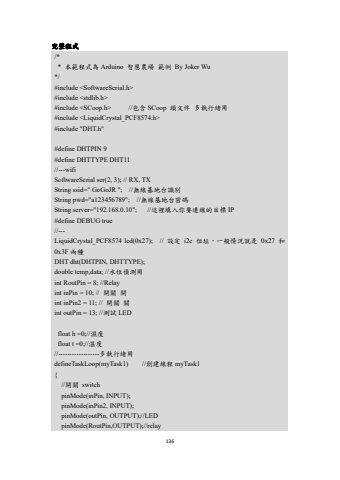 完整程式
/*
* 本範程式為 Arduino 智慧農場 範例 By Joker Wu
*/
#include <SoftwareSerial.h>
#include <stdlib.h>
#include <SCoop.h> //包含 SCoop 頭文件 多執行緒用
#include <LiquidCrystal_PCF8574.h>
#include "DHT.h"
#define DHTPIN 9
#define DHTTYPE DHT11
//---wifi
SoftwareSerial ser(2, 3); // RX, TX
String ssid=" GoGoJR "; //無線基地台識別
String pwd="a123456789"; //無線基地台密碼
String server="192.168.0.10"; //這裡填入你要連線的目標 IP
#define DEBUG true
//---
LiquidCrystal_PCF8574 lcd(0x27); // 設定 i2c 位址，一般情況就是 0x27 和
0x3F 兩種
DHT dht(DHTPIN, DHTTYPE);
double temp,data; //水位偵測用
int RoutPin = 8; //Relay
int inPin = 10; // 開關 開
int inPin2 = 11; // 開關 關
int outPin = 13; //測試 LED
float h =0;//濕度
float t =0;//溫度
//------------------多執行緒用
defineTaskLoop(myTask1) //創建線程 myTask1
{
//開關 switch
pinMode(inPin, INPUT);
pinMode(inPin2, INPUT);
pinMode(outPin, OUTPUT);//LED
pinMode(RoutPin,OUTPUT);//relay
136